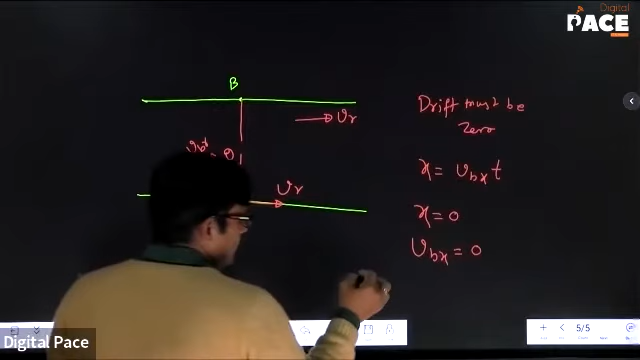 Digital
PACE
B
Drift must be
zero
→ Vr
x = Vbx t
Vr
x = 0
Vbx = 0
5/5
Digital Pace